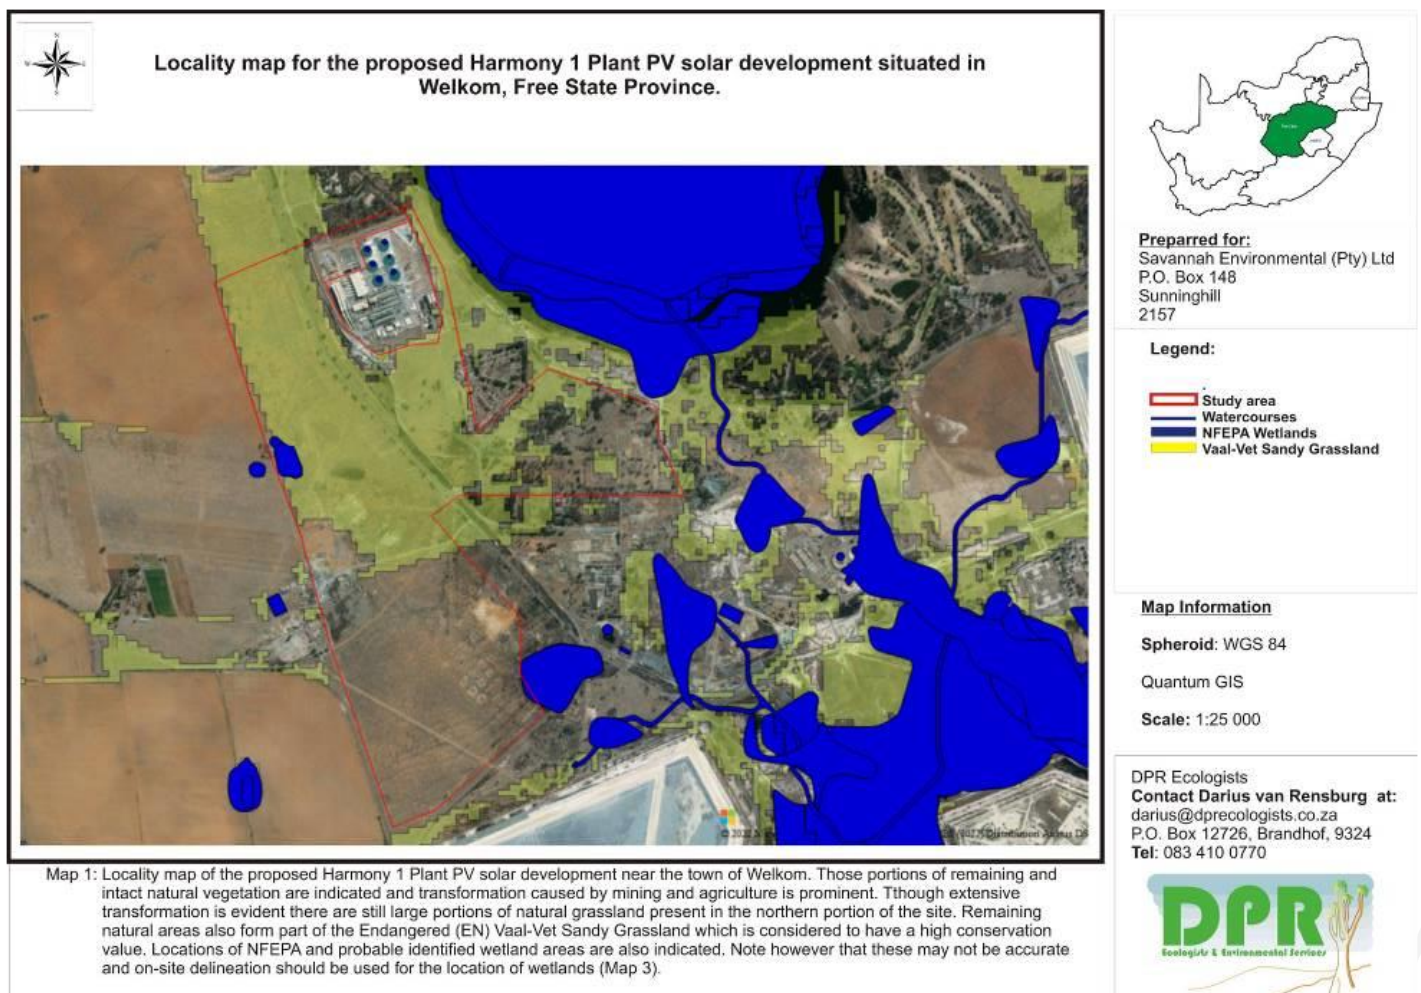 Locality map for the proposed Harmony 1 Plant PV solar development situated in
Welkom, Free State Province.
Preparred for:
Savannah Environmental (Pty) Ltd
P.O. Box 148
Sunninghill
2157
Legend:
Study area
Watercourses
NFEPA Wetlands
Vaal-Vet Sandy Grassland
Map Information
Spheroid: WGS 84
Quantum GIS
Scale: 1:25 000
DPR Ecologists
Contact Darius van Rensburg at:
darius@dprecologists.co.za
P.O. Box 12726, Brandhof, 9324
Tel: 083 410 0770
DPR
Ecologists & Environmental Services
Map 1: Locality map of the proposed Harmony 1 Plant PV solar development near the town of Welkom. Those portions of remaining and
intact natural vegetation are indicated and transformation caused by mining and agriculture is prominent. Tthough extensive
transformation is evident there are still large portions of natural grassland present in the northern portion of the site. Remaining
natural areas also form part of the Endangered (EN) Vaal-Vet Sandy Grassland which is considered to have a high conservation
value. Locations of NFEPA and probable identified wetland areas are also indicated. Note however that these may not be accurate
and on-site delineation should be used for the location of wetlands (Map 3).